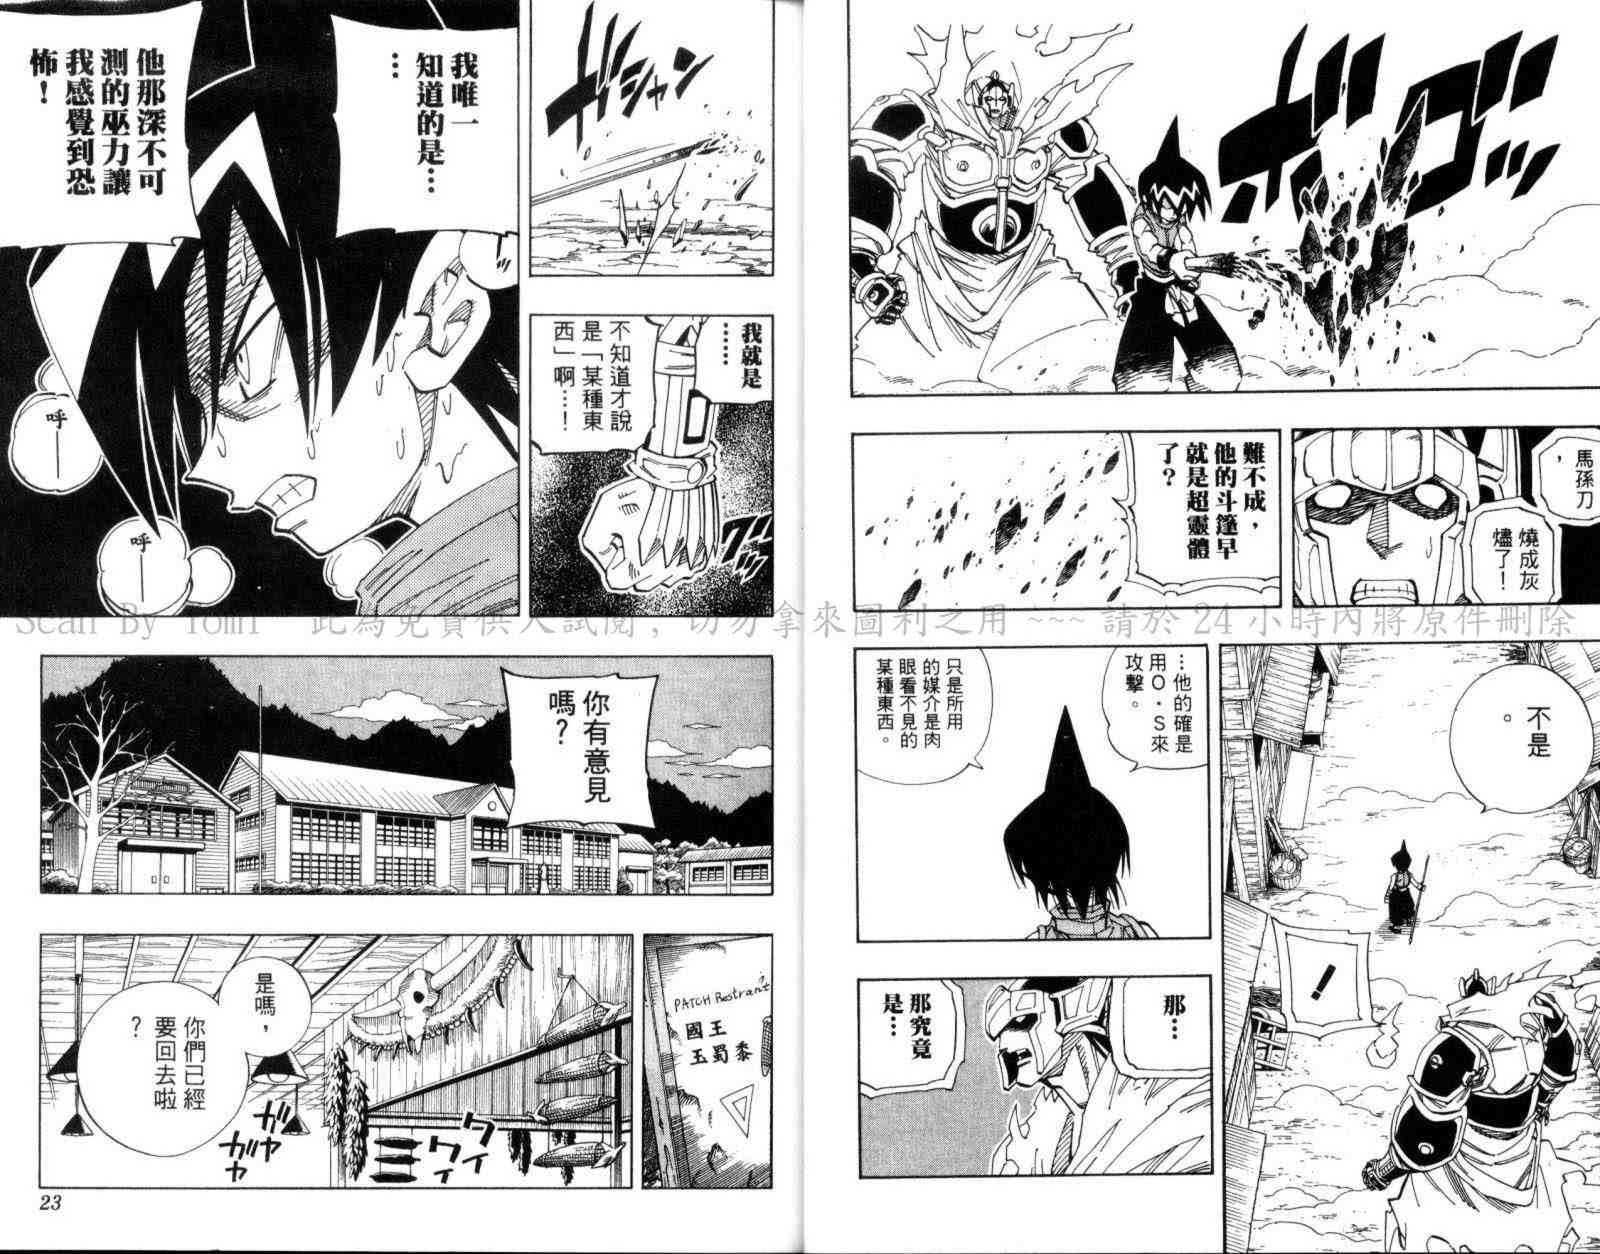 ボゴッ
馬孫刀，
燒成灰
燼了！
難不成，
他的斗篷早
就是超靈體
了？
不是
。
！
…他的確是
用O．S來
攻擊。
只是所用
的媒介是肉
眼看不見的
某種東西。
那…
那究竟
是…
ガシャン
我就是
……
不知道才說
是「某種東
西」啊…！
グッ
我唯一
知道的是…
…
他那深不可
測的巫力讓
我感覺到恐
怖！
呼—
呼—
Scan By Tomi 此為免費供人試閱，切勿拿來圖利之用 ~~~ 請於 24 小時內將原件刪除
你有意見
嗎？
PATCH Restrant
國王
玉蜀黍
是嗎，
你們已經
要回去啦
？
ワイ
ワイ
ガヤ
ガヤ
23